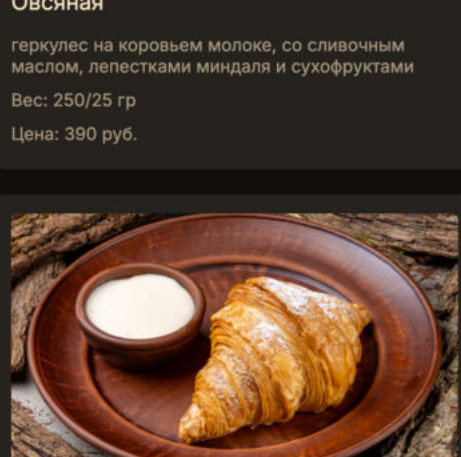 Овсяная
геркулес на коровьем молоке, со сливочным
маслом, лепестками миндаля и сухофруктами
Вес: 250/25 гр
Цена: 390 руб.